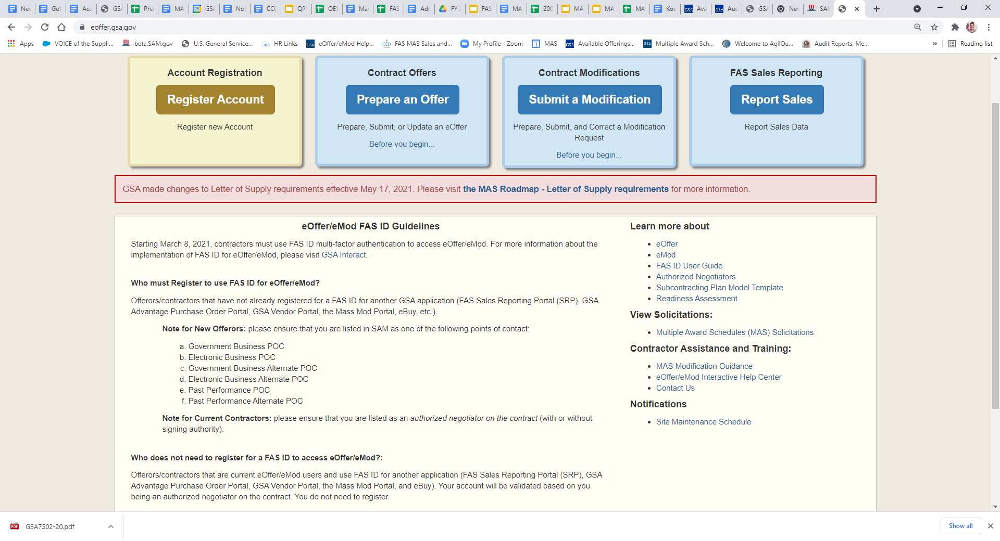 Nev
Get
Acq
GSA
Pha
MA
GSA
Not
CCC
QP
OES
Mas
FAS
Adc
FY 2
FAS
MA
200
MA
MA
MA
Kos
Ava
Auc
GSA
Nev
SAM
eoffer.gsa.gov
Apps
VOICE of the Suppli...
beta.SAM.gov
U.S. General Service...
HR Links
eOffer/eMod Help...
FAS MAS Sales and...
My Profile - Zoom
MAS
Available Offerings...
Multiple Award Sch...
Welcome to AgilQu...
Audit Reports, Me...
»
Reading list
Account Registration
Register Account
Register new Account
Contract Offers
Prepare an Offer
Prepare, Submit, or Update an eOffer
Before you begin...
Contract Modifications
Submit a Modification
Prepare, Submit, and Correct a Modification
Request
Before you begin...
FAS Sales Reporting
Report Sales
Report Sales Data
GSA made changes to Letter of Supply requirements effective May 17, 2021. Please visit the MAS Roadmap - Letter of Supply requirements for more information.
eOffer/eMod FAS ID Guidelines
Starting March 8, 2021, contractors must use FAS ID multi-factor authentication to access eOffer/eMod. For more information about the
implementation of FAS ID for eOffer/eMod, please visit GSA Interact.
Who must Register to use FAS ID for eOffer/eMod?
Offerors/contractors that have not already registered for a FAS ID for another GSA application (FAS Sales Reporting Portal (SRP), GSA
Advantage Purchase Order Portal, GSA Vendor Portal, the Mass Mod Portal, eBuy, etc.).
Note for New Offerors: please ensure that you are listed in SAM as one of the following points of contact:
a. Government Business POC
b. Electronic Business POC
c. Government Business Alternate POC
d. Electronic Business Alternate POC
e. Past Performance POC
f. Past Performance Alternate POC
Note for Current Contractors: please ensure that you are listed as an authorized negotiator on the contract (with or without
signing authority).
Who does not need to register for a FAS ID to access eOffer/eMod?:
Offerors/contractors that are current eOffer/eMod users and use FAS ID for another application (FAS Sales Reporting Portal (SRP), GSA
Advantage Purchase Order Portal, GSA Vendor Portal, the Mass Mod Portal, and eBuy). Your account will be validated based on you
being an authorized negotiator on the contract. You do not need to register.
Learn more about
• eOffer
• eMod
• FAS ID User Guide
• Authorized Negotiators
• Subcontracting Plan Model Template
• Readiness Assessment
View Solicitations:
• Multiple Award Schedules (MAS) Solicitations
Contractor Assistance and Training:
• MAS Modification Guidance
• eOffer/eMod Interactive Help Center
• Contact Us
Notifications
• Site Maintenance Schedule
GSA7502-20.pdf
Show all